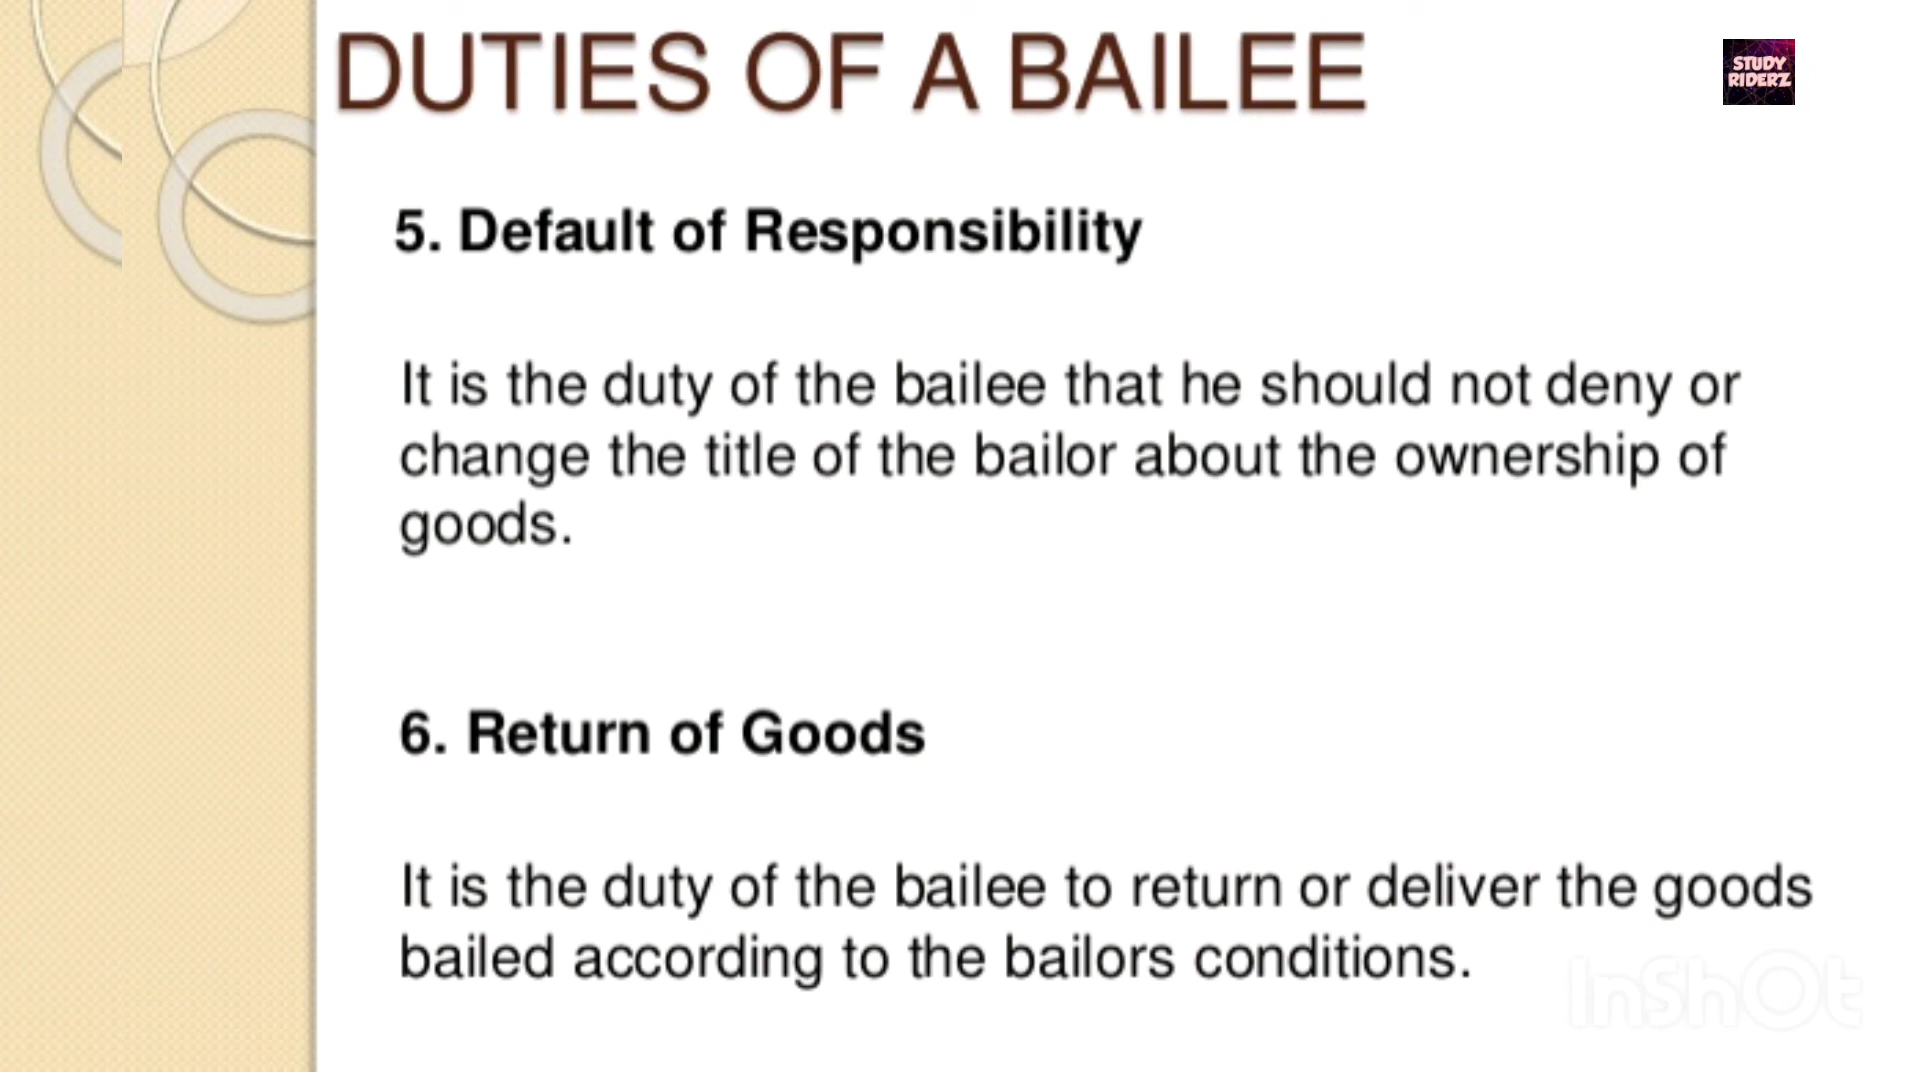 DUTIES OF A BAILEE
STUDY
RIDERZ
5. Default of Responsibility
It is the duty of the bailee that he should not deny or
change the title of the bailor about the ownership of
goods.
6. Return of Goods
It is the duty of the bailee to return or deliver the goods
bailed according to the bailors conditions.
InShOt